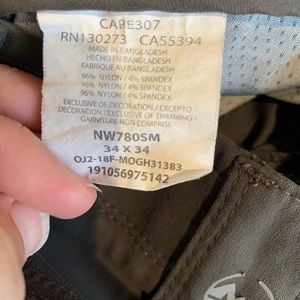 CARE307
RN130273 CA55394
MADE IN BANGLADESH
HECHO EN BANGLADESH
FABRIQUE AU BANGLADESH
96% NYLON / 4% SPANDEX
96% NYLON / 4% SPANDEX
96% NYLON / 4% SPANDEX
EXCLUSIVE OF DECORATION / EXCEPTO
DECORACION / EXCLUSIVE OF TRIMMING /
GARNITURE NON COMPRISE
NW780SM
34 X 34
OJ2-18F-MOGH31383
191056975142